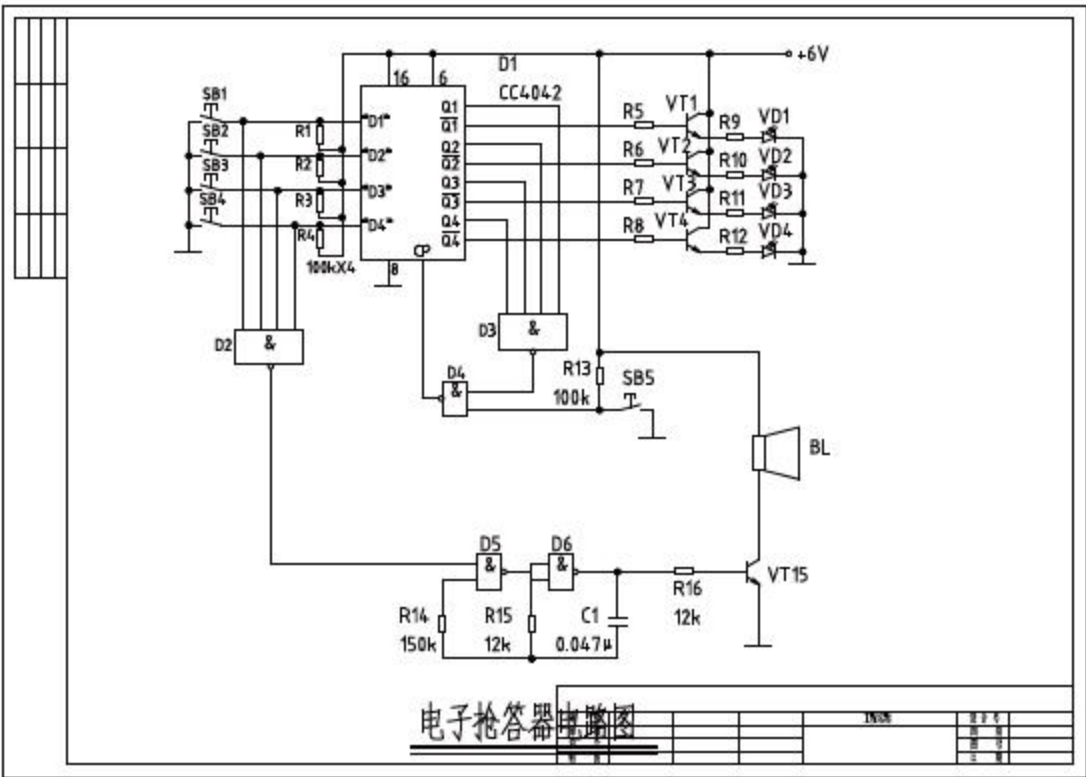 +6V
D1
CC4042
16
6
SB1
SB2
SB3
SB4
R1
R2
R3
R4
100kX4
D1
D2
D3
D4
CP
8
Q1
Q1
Q2
Q2
Q3
Q3
Q4
Q4
R5
R6
R7
R8
VT1
VT2
VT3
VT4
R9
R10
R11
R12
VD1
VD2
VD3
VD4
D2
&
D3
&
D4
&
R13
100k
SB5
BL
D5
&
D6
&
R14
150k
R15
12k
C1
0.047μ
R16
12k
VT15
电子抢答器电路图